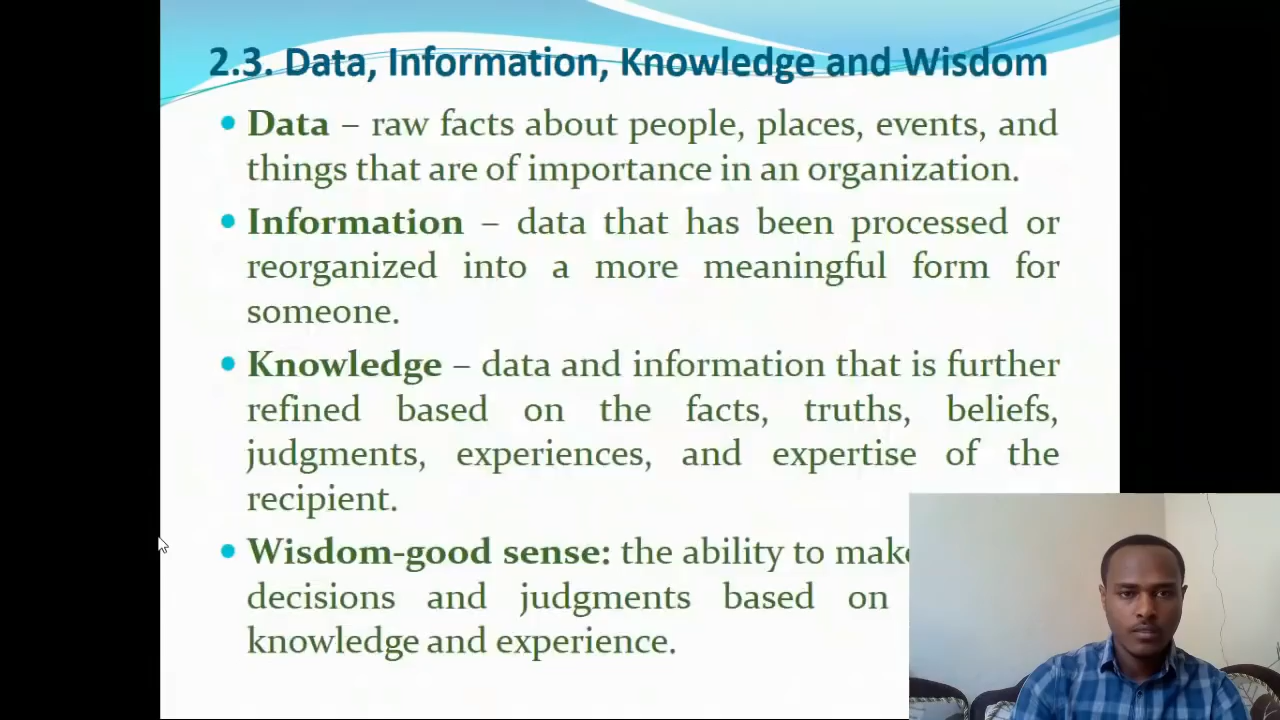 2.3. Data, Information, Knowledge and Wisdom
• Data – raw facts about people, places, events, and
things that are of importance in an organization.
• Information – data that has been processed or
reorganized into a more meaningful form for
someone.
• Knowledge – data and information that is further
refined based on the facts, truths, beliefs,
judgments, experiences, and expertise of the
recipient.
• Wisdom-good sense: the ability to make
decisions and judgments based on
knowledge and experience.